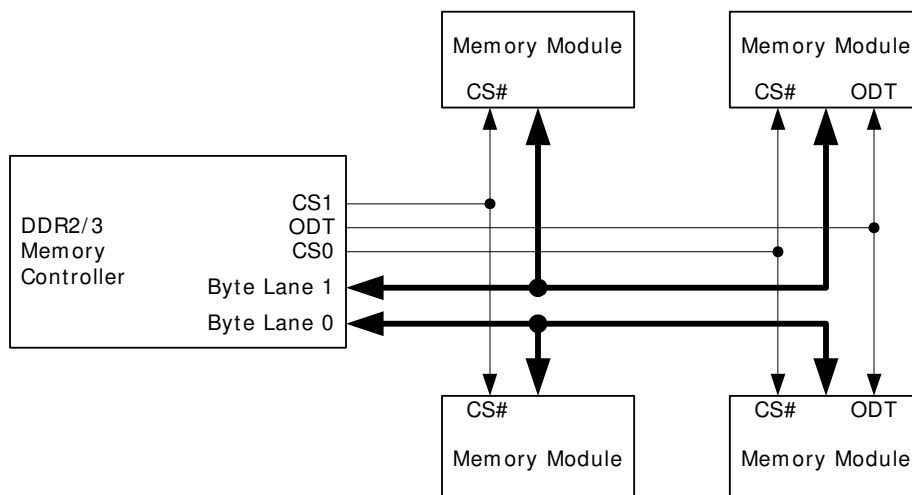 Memory Module
CS#
Memory Module
CS# ODT
DDR2/3
Memory
Controller
CS1
ODT
CS0
Byte Lane 1
Byte Lane 0
CS#
Memory Module
CS# ODT
Memory Module